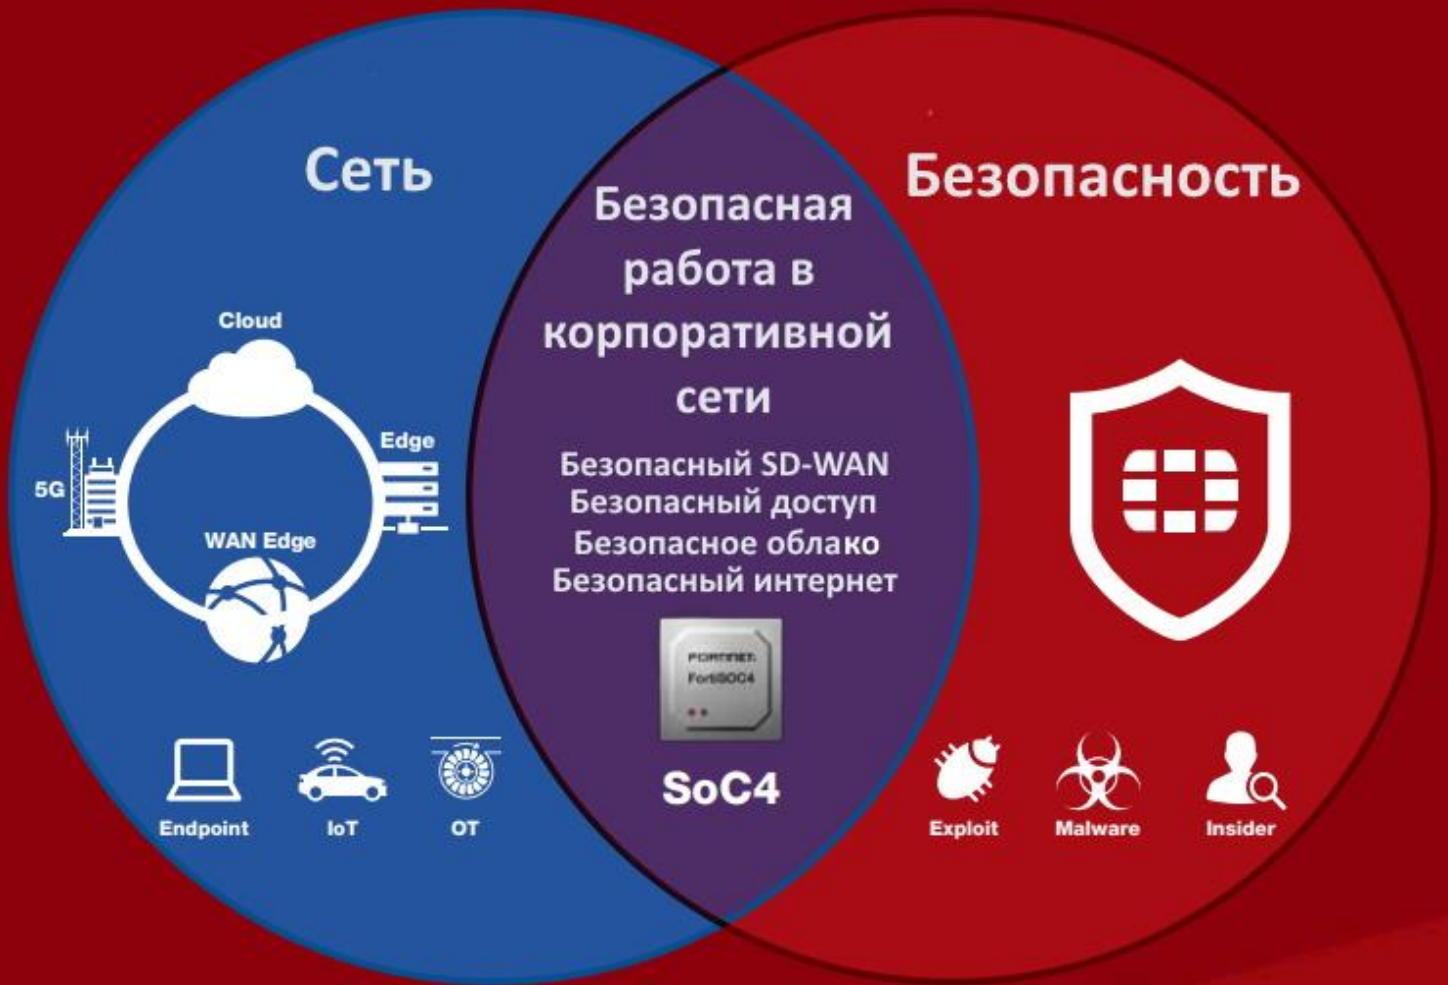 Сеть
Cloud
5G
Edge
WAN Edge
Endpoint
IoT
OT
Безопасная
работа в
корпоративной
сети
Безопасный SD-WAN
Безопасный доступ
Безопасное облако
Безопасный интернет
FORTINET
FortiSOC4
SoC4
Безопасность
Exploit
Malware
Insider